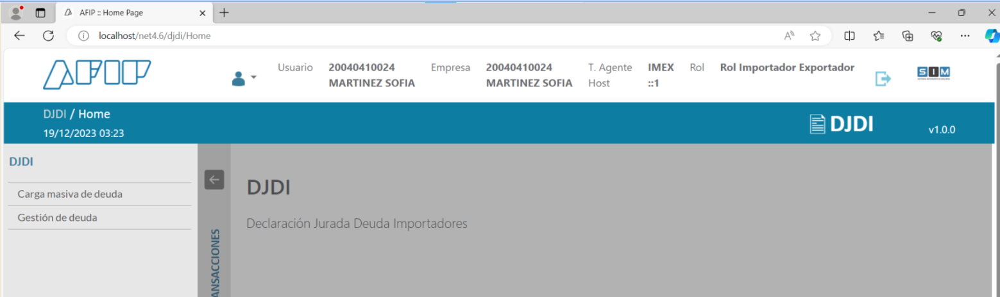 AFIP :: Home Page
localhost/net4.6/djdi/Home
AFIP
Usuario 20040410024 MARTINEZ SOFIA
Empresa 20040410024 MARTINEZ SOFIA
T. Agente IMEX
Host ::1
Rol Rol Importador Exportador
SIM
DJDI / Home
19/12/2023 03:23
DJDI
v1.0.0
DJDI
Carga masiva de deuda
Gestión de deuda
ANSACCIONES
DJDI
Declaración Jurada Deuda Importadores